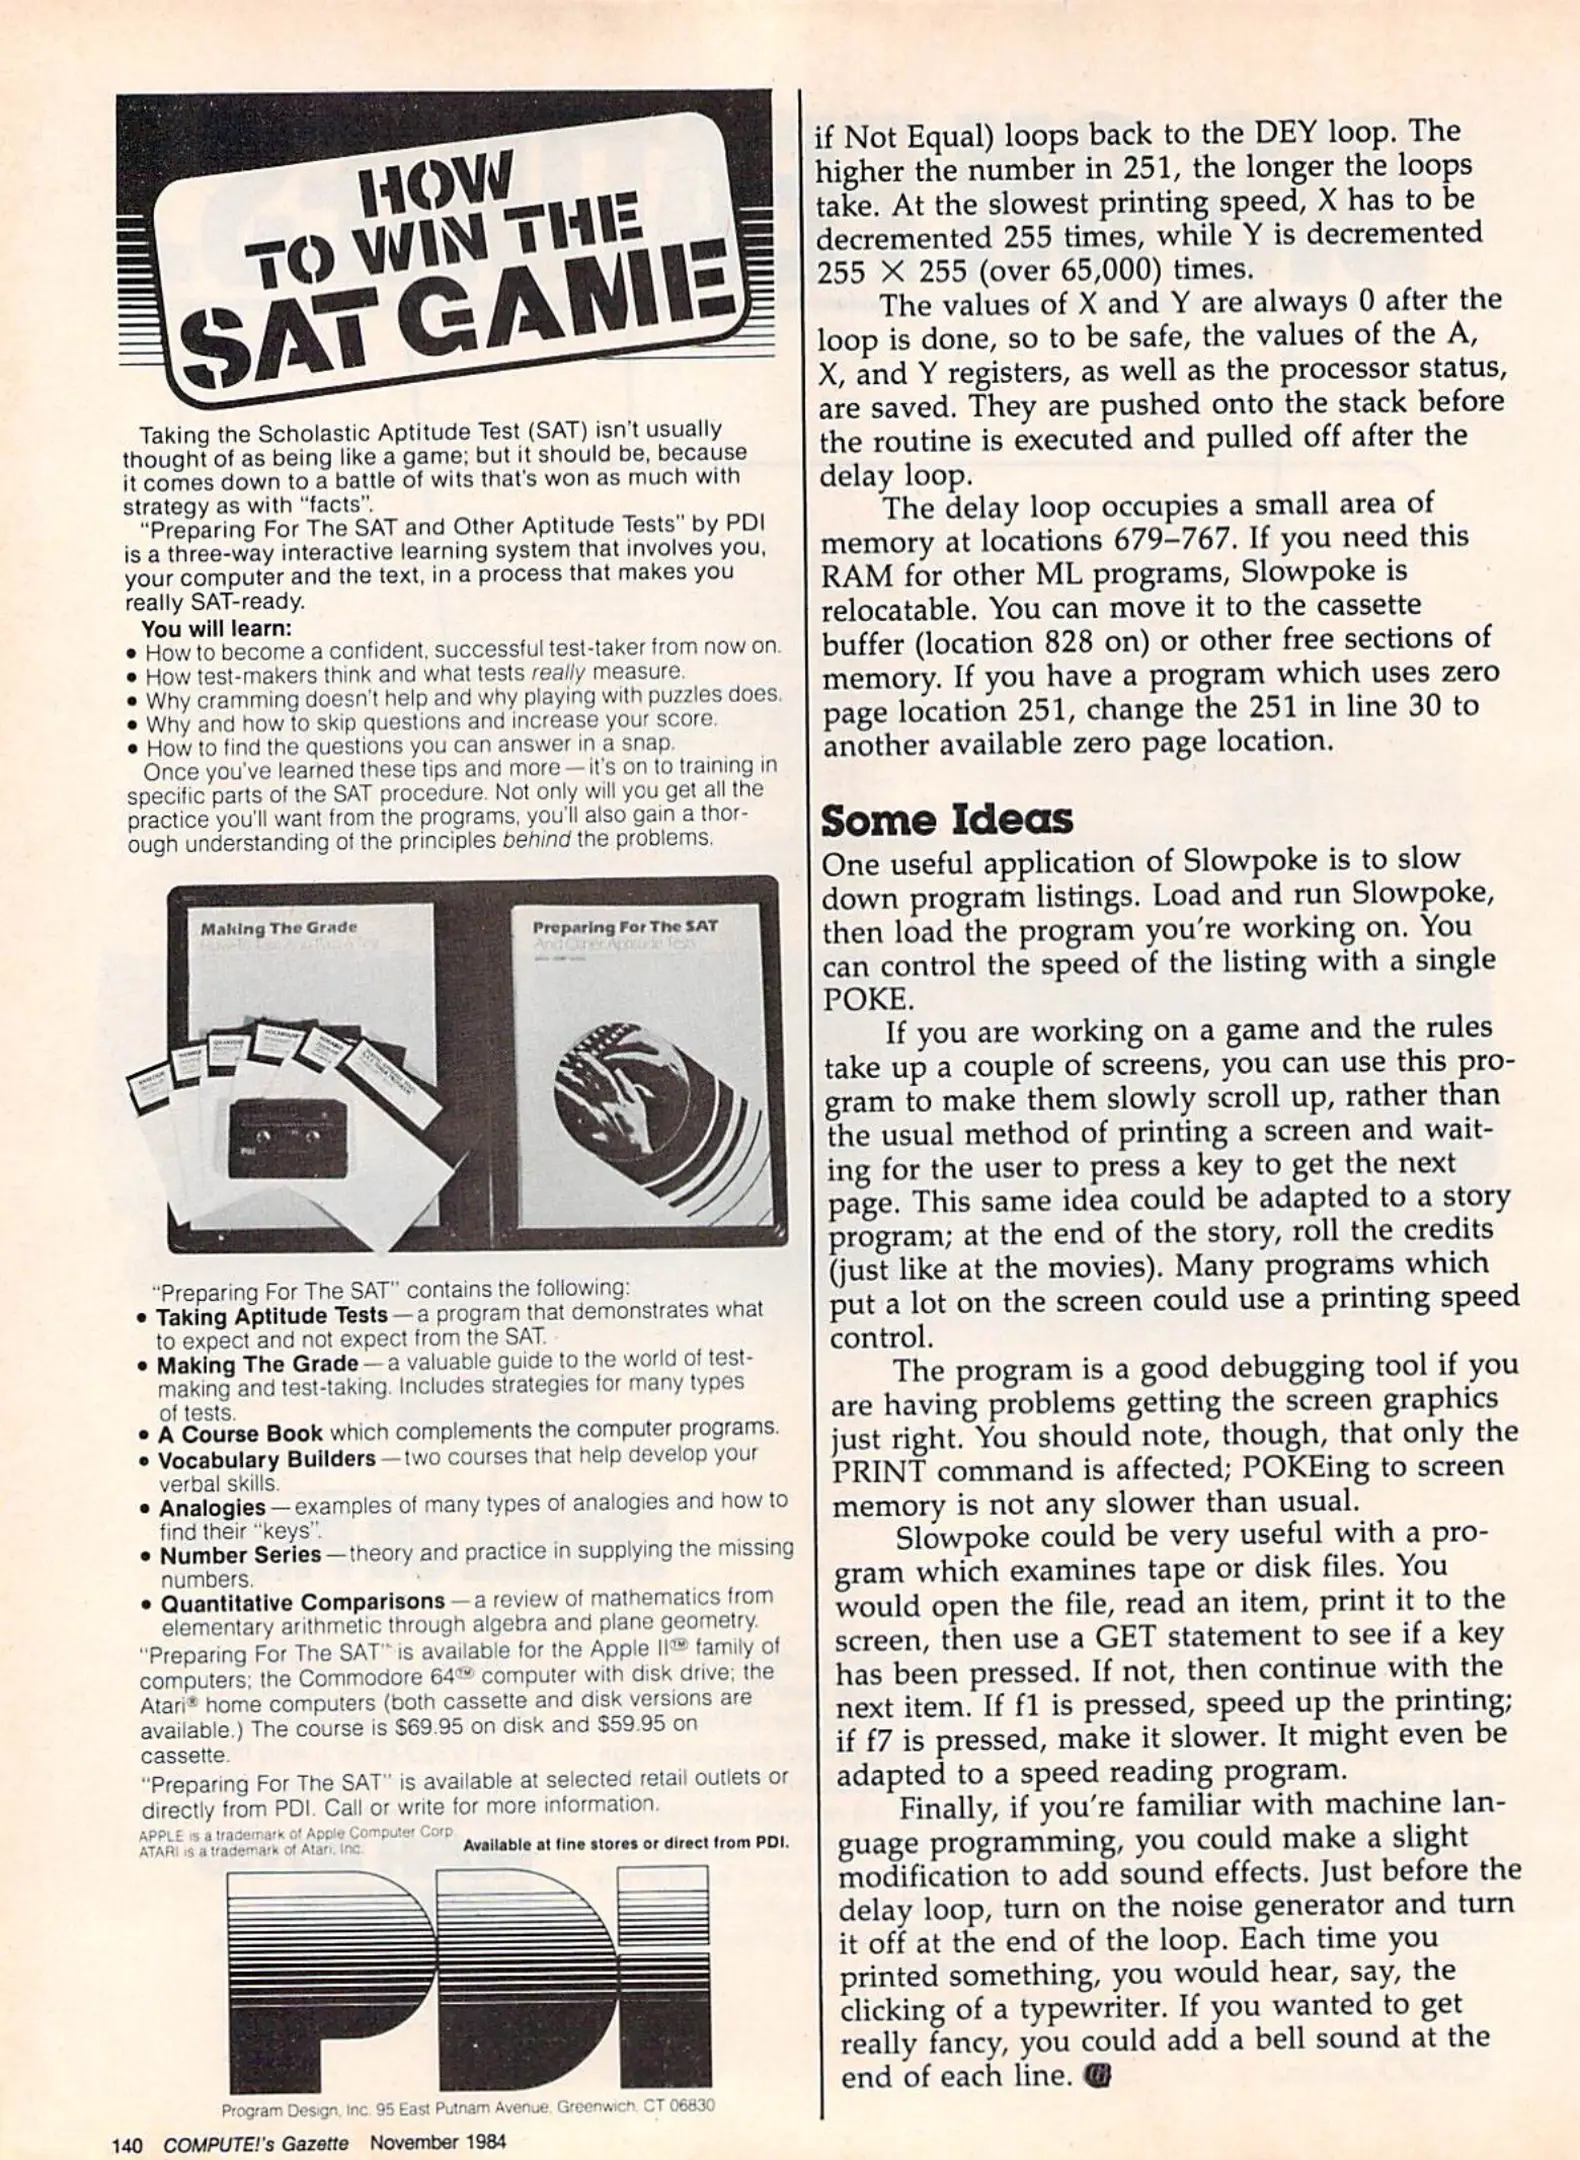 HOW
TO WIN THE
SAT GAME
Taking the Scholastic Aptitude Test (SAT) isn't usually
thought of as being like a game; but it should be, because
it comes down to a battle of wits that's won as much with
strategy as with "facts".
"Preparing For The SAT and Other Aptitude Tests" by PDI
is a three-way interactive learning system that involves you,
your computer and the text, in a process that makes you
really SAT-ready.
You will learn:
• How to become a confident, successful test-taker from now on.
• How test-makers think and what tests really measure.
• Why cramming doesn't help and why playing with puzzles does.
• Why and how to skip questions and increase your score.
• How to find the questions you can answer in a snap.
Once you've learned these tips and more—it's on to training in
specific parts of the SAT procedure. Not only will you get all the
practice you'll want from the programs, you'll also gain a thor-
ough understanding of the principles behind the problems.
Making The Grade
Preparing For The SAT
And Other Aptitude Tests
PDI
"Preparing For The SAT" contains the following:
• Taking Aptitude Tests—a program that demonstrates what
to expect and not expect from the SAT.
• Making The Grade—a valuable guide to the world of test-
making and test-taking. Includes strategies for many types
of tests.
• A Course Book which complements the computer programs.
• Vocabulary Builders—two courses that help develop your
verbal skills.
• Analogies—examples of many types of analogies and how to
find their "keys".
• Number Series—theory and practice in supplying the missing
numbers.
• Quantitative Comparisons—a review of mathematics from
elementary arithmetic through algebra and plane geometry.
"Preparing For The SAT" is available for the Apple II™ family of
computers; the Commodore 64™ computer with disk drive; the
Atari® home computers (both cassette and disk versions are
available.) The course is $69.95 on disk and $59.95 on
cassette.
"Preparing For The SAT" is available at selected retail outlets or
directly from PDI. Call or write for more information.
APPLE is a trademark of Apple Computer Corp.
ATARI is a trademark of Atari, Inc.
Available at fine stores or direct from PDI.
PDI
Program Design, Inc. 95 East Putnam Avenue, Greenwich, CT 06830
140 COMPUTE!'s Gazette November 1984
if Not Equal) loops back to the DEY loop. The
higher the number in 251, the longer the loops
take. At the slowest printing speed, X has to be
decremented 255 times, while Y is decremented
255 × 255 (over 65,000) times.
The values of X and Y are always 0 after the
loop is done, so to be safe, the values of the A,
X, and Y registers, as well as the processor status,
are saved. They are pushed onto the stack before
the routine is executed and pulled off after the
delay loop.
The delay loop occupies a small area of
memory at locations 679–767. If you need this
RAM for other ML programs, Slowpoke is
relocatable. You can move it to the cassette
buffer (location 828 on) or other free sections of
memory. If you have a program which uses zero
page location 251, change the 251 in line 30 to
another available zero page location.
Some Ideas
One useful application of Slowpoke is to slow
down program listings. Load and run Slowpoke,
then load the program you're working on. You
can control the speed of the listing with a single
POKE.
If you are working on a game and the rules
take up a couple of screens, you can use this pro-
gram to make them slowly scroll up, rather than
the usual method of printing a screen and wait-
ing for the user to press a key to get the next
page. This same idea could be adapted to a story
program; at the end of the story, roll the credits
(just like at the movies). Many programs which
put a lot on the screen could use a printing speed
control.
The program is a good debugging tool if you
are having problems getting the screen graphics
just right. You should note, though, that only the
PRINT command is affected; POKEing to screen
memory is not any slower than usual.
Slowpoke could be very useful with a pro-
gram which examines tape or disk files. You
would open the file, read an item, print it to the
screen, then use a GET statement to see if a key
has been pressed. If not, then continue with the
next item. If f1 is pressed, speed up the printing;
if f7 is pressed, make it slower. It might even be
adapted to a speed reading program.
Finally, if you're familiar with machine lan-
guage programming, you could make a slight
modification to add sound effects. Just before the
delay loop, turn on the noise generator and turn
it off at the end of the loop. Each time you
printed something, you would hear, say, the
clicking of a typewriter. If you wanted to get
really fancy, you could add a bell sound at the
end of each line.